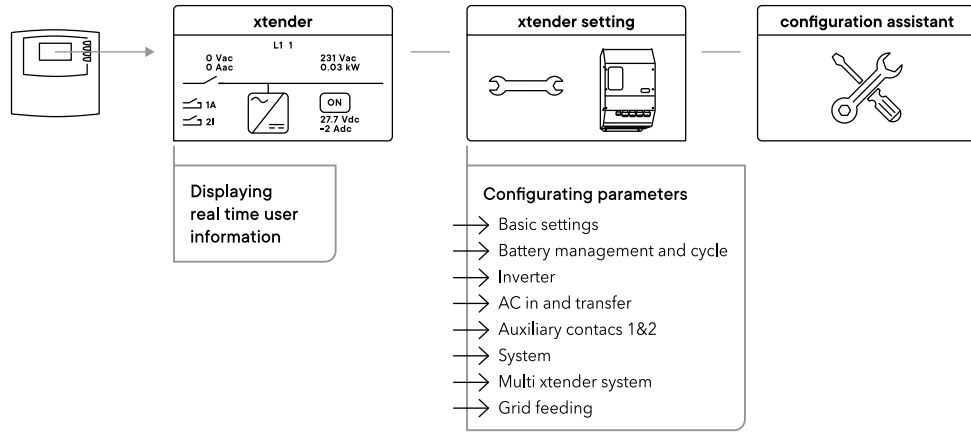 xtender
L1 1
0 Vac
0 Aac
231 Vac
0.03 kW
1A
2I
ON
27.7 Vdc
-2 Adc
xtender setting
configuration assistant
Displaying
real time user
information
Configurating parameters
Basic settings
Battery management and cycle
Inverter
AC in and transfer
Auxiliary contacs 1&2
System
Multi xtender system
Grid feeding